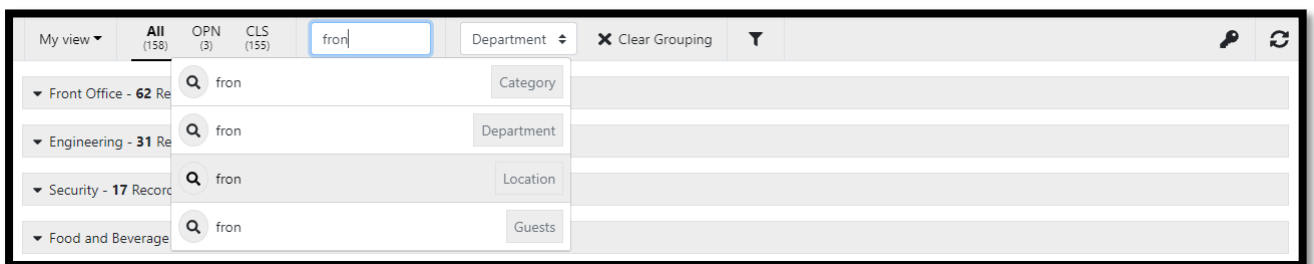 My view All (158) OPN (3) CLS (155) fron Department Clear Grouping
fron Category
Front Office - 62 Re
fron Department
Engineering - 31 Re
fron Location
Security - 17 Record
fron Guests
Food and Beverage